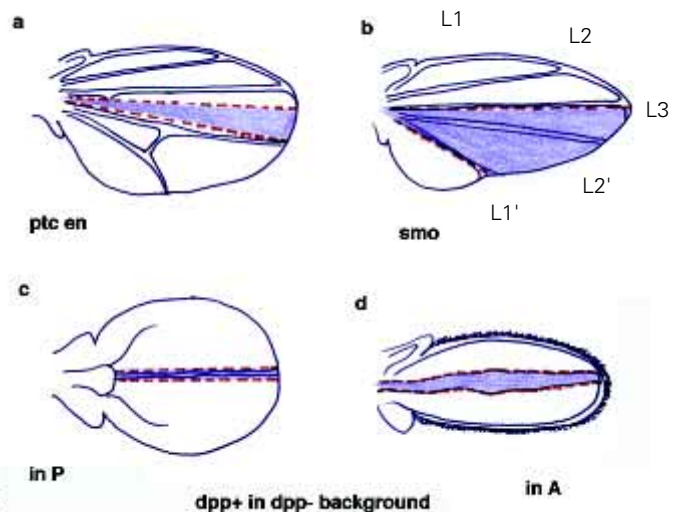 a
b
L1
L2
L3
L2'
L1'
ptc en
smo
c
d
in P
in A
dpp+ in dpp- background